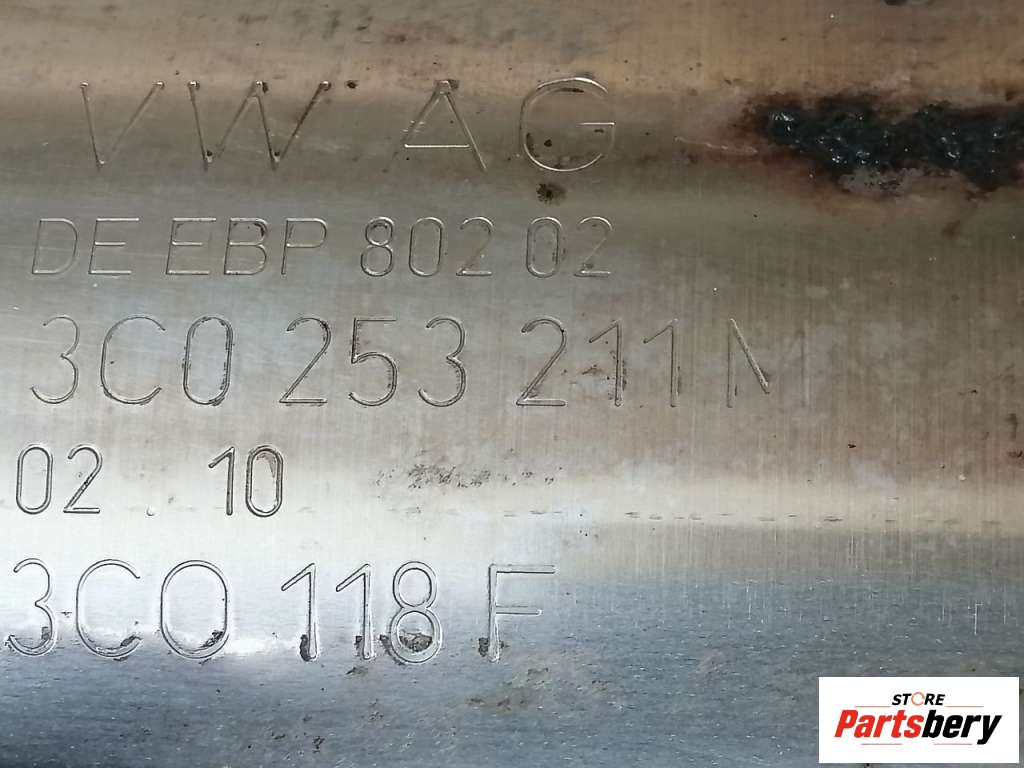 VW AG
DE EBP 802 02
3C0 253 211 M
02 10
3C0 118 F
STORE
Partsbery